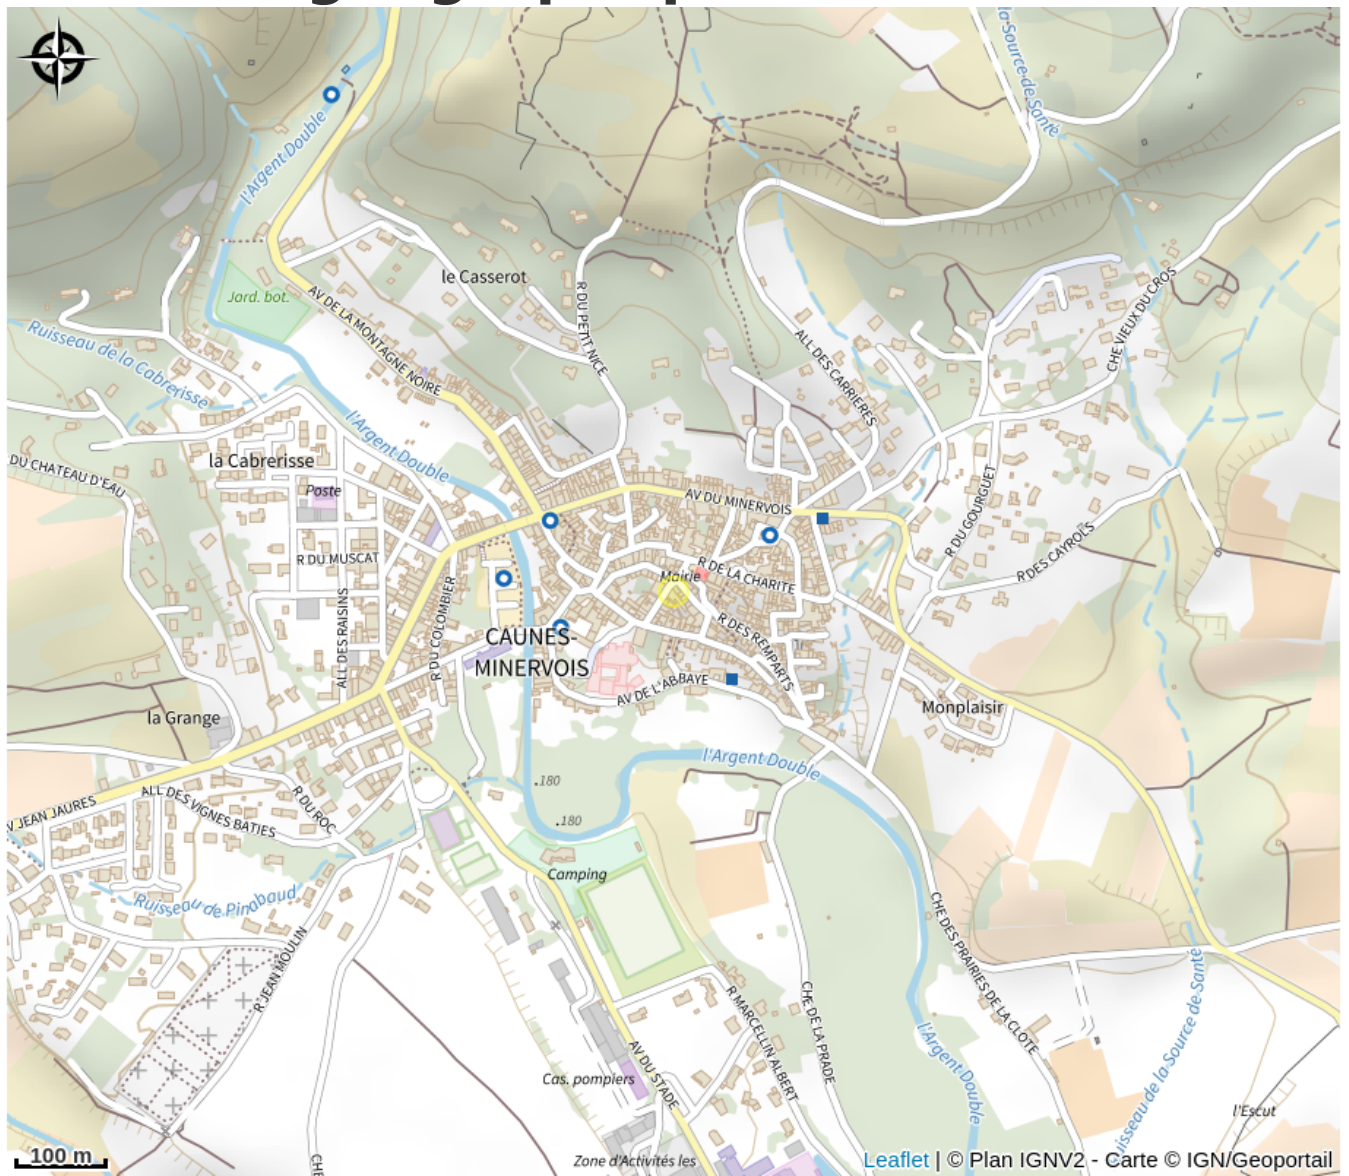 la Source de Santé
l'Argent Double
le Casserot
Jard. bot.
AV DE LA MONTAGNE NOIRE
R DU PETIT NICE
CHE VIEUX DU CROS
Ruisseau de la Cabrerisse
ALL DES CARRIERES
l'Argent Double
la Cabrerisse
DU CHATEAU D'EAU
Poste
AV DU MINERVOIS
R DU GOURGUET
R DES CAYROLS
R DU MUSCAT
R DE LA CHARITE
Mairie
ALL DES RAISINS
R DU COLOMBIER
CAUNES-
MINERVOIS
R DES REMPARTS
AV DE L'ABBAYE
la Grange
Monplaisir
l'Argent Double
.180
.180
V JEAN JAURES
ALL DES VIGNES BATIES
R DU ROC
Camping
Ruisseau de Pinabaud
R JEAN MOULIN
CHE DES PRAIRIES DE LA CLOTE
R MARCELLIN ALBERT
CHE DE LA PRADE
l'Argent Double
uisseau de la Source de Santé
AV DU STADE
Cas. pompiers
l'Escut
CHE
Zone d'Activités les
100 m
Leaflet | © Plan IGNV2 - Carte © IGN/Geoportail